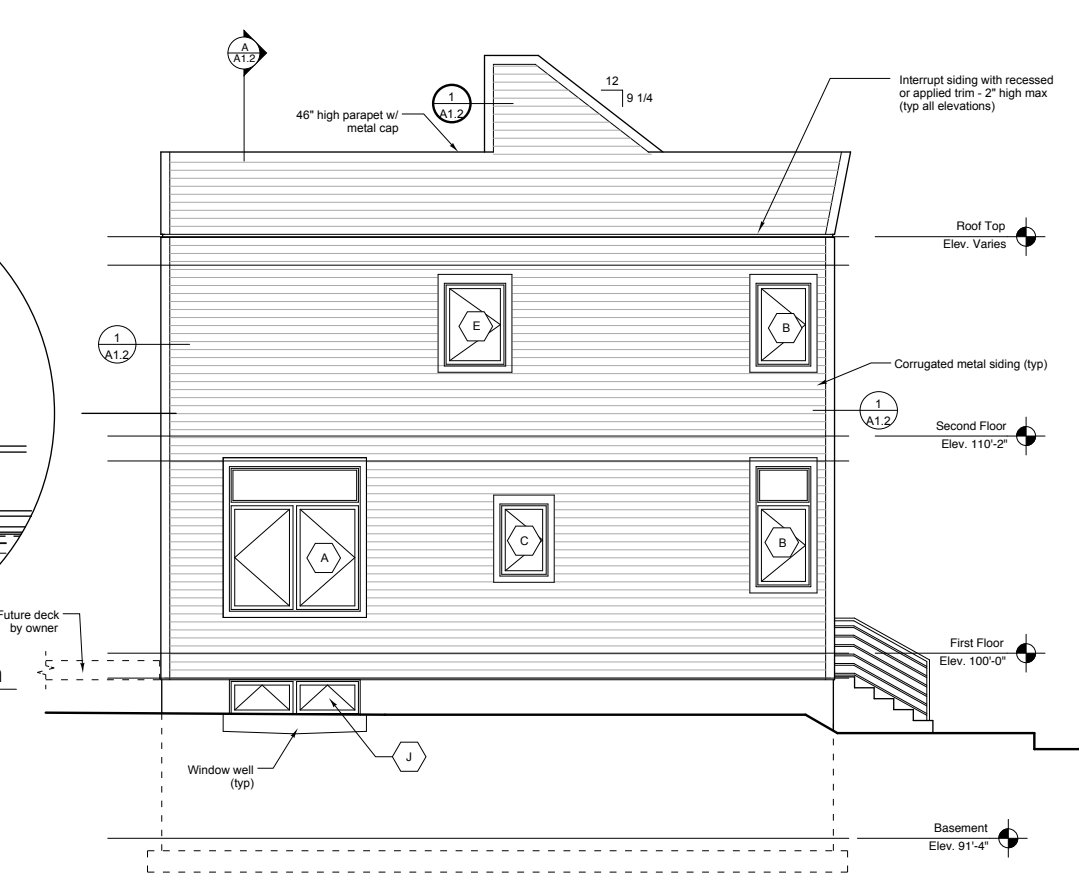 A
A1.2
12
9 1/4
1
A1.2
46" high parapet w/
metal cap
Interrupt siding with recessed
or applied trim - 2" high max
(typ all elevations)
Roof Top
Elev. Varies
E
B
1
A1.2
Corrugated metal siding (typ)
1
A1.2
Second Floor
Elev. 110'-2"
A
C
B
Future deck
by owner
First Floor
Elev. 100'-0"
J
Window well
(typ)
Basement
Elev. 91'-4"